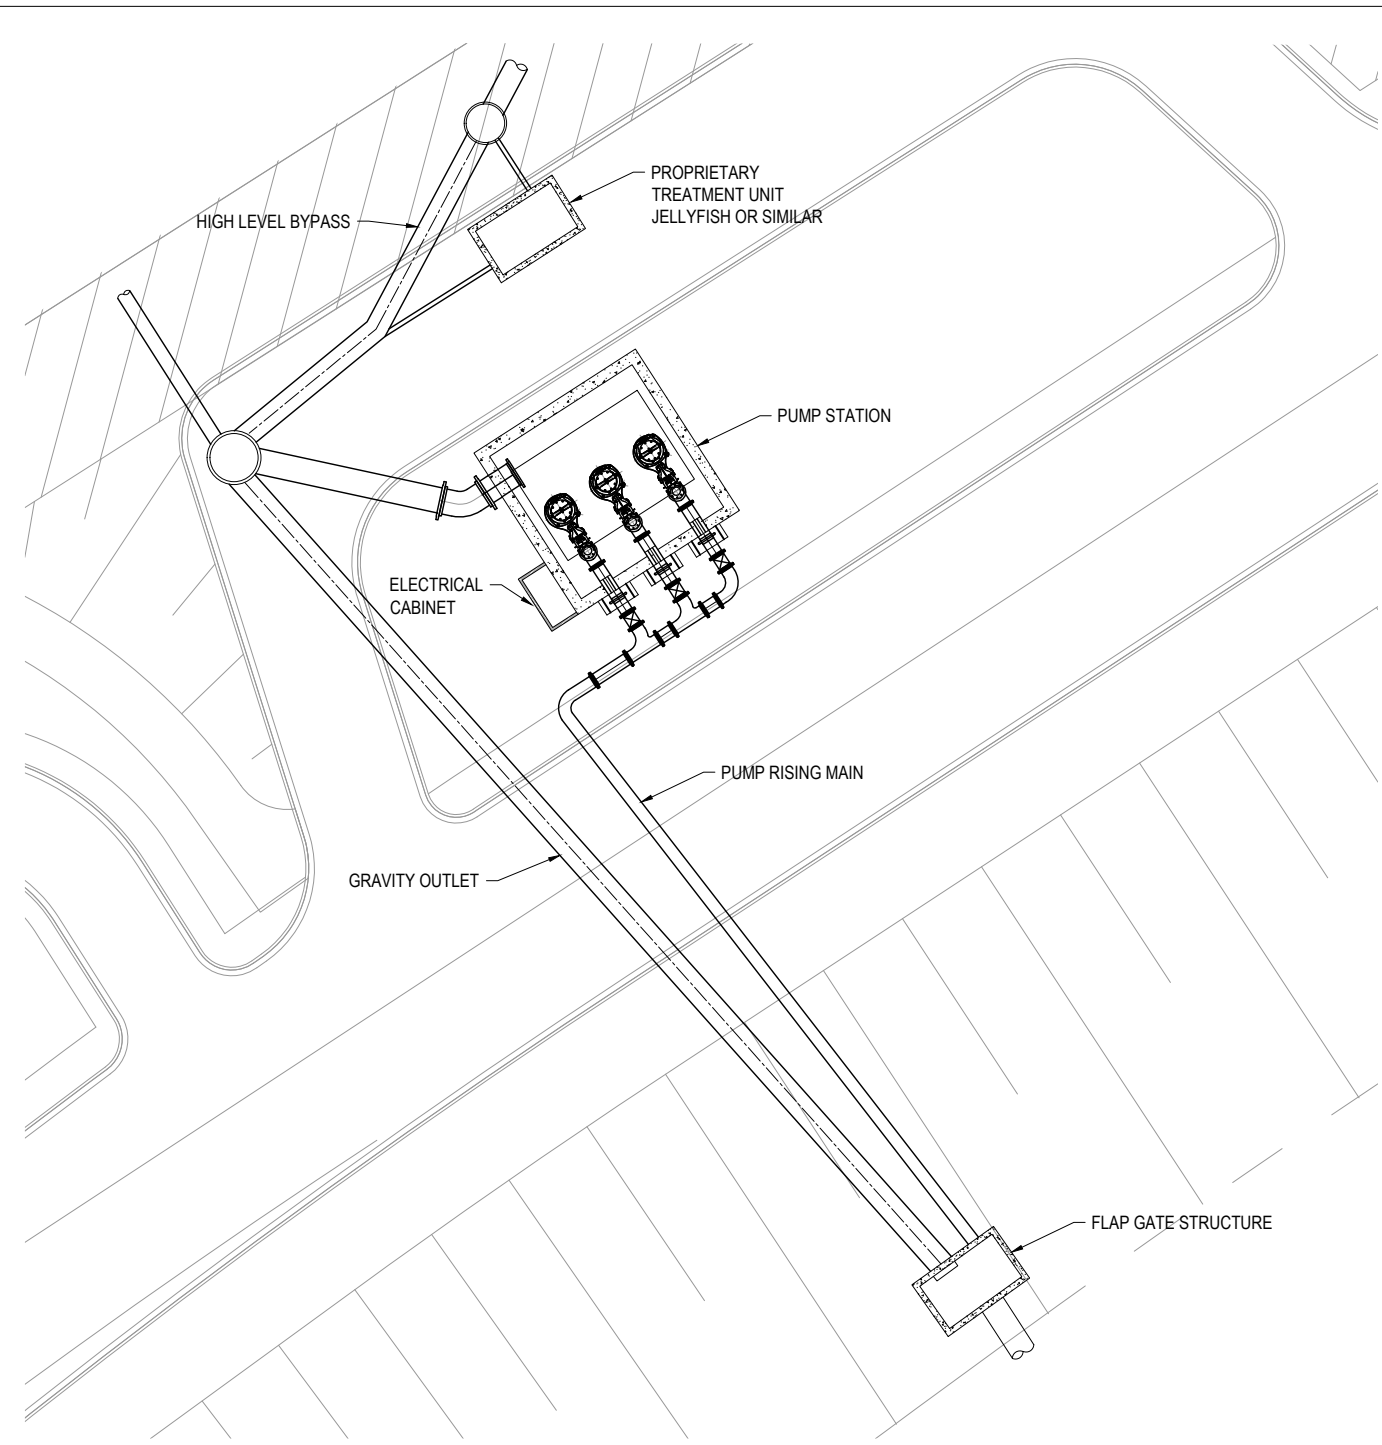 PROPRIETARY
TREATMENT UNIT
JELLYFISH OR SIMILAR
HIGH LEVEL BYPASS
PUMP STATION
ELECTRICAL
CABINET
PUMP RISING MAIN
GRAVITY OUTLET
FLAP GATE STRUCTURE